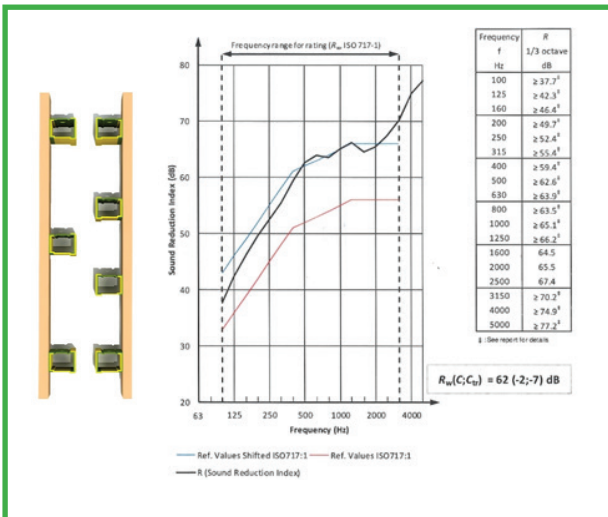 Frequency range for rating (Rw, ISO 717-1)
80
70
60
50
40
30
20
Sound Reduction Index (dB)
63 125 250 500 1000 2000 4000
Frequency (Hz)
Ref. Values Shifted ISO717:1 Ref. Values ISO717:1
R (Sound Reduction Index)
Frequency R
f 1/3 octave
Hz dB
100 ≥37.7‡
125 ≥42.3‡
160 ≥46.4‡
200 ≥49.7‡
250 ≥52.4‡
315 ≥55.4‡
400 ≥59.4‡
500 ≥62.6‡
630 ≥63.9‡
800 ≥63.5‡
1000 ≥65.1‡
1250 ≥66.2‡
1600 64.5
2000 65.5
2500 67.4
3150 ≥70.2‡
4000 ≥74.9‡
5000 ≥77.2‡
‡ :See report for details
Rw(C;Ctr) = 62 (-2;-7) dB